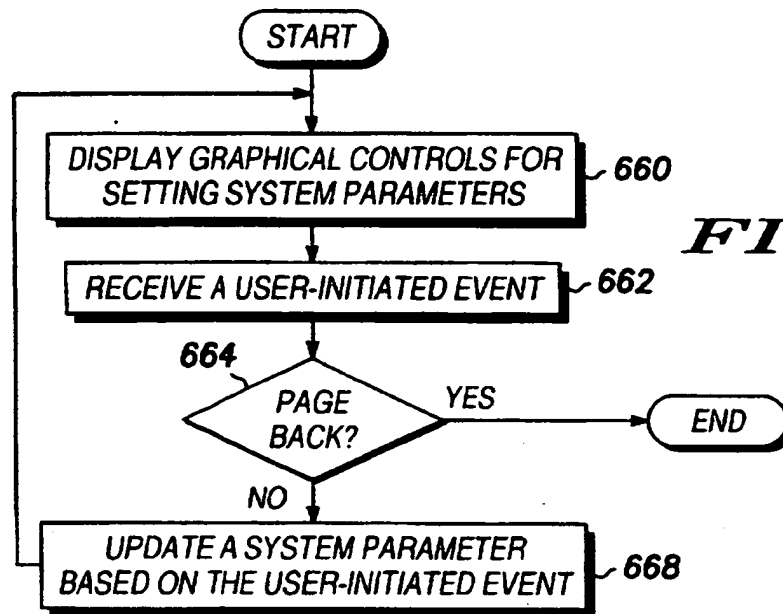 START
DISPLAY GRAPHICAL CONTROLS FOR
SETTING SYSTEM PARAMETERS
660
FI
RECEIVE A USER-INITIATED EVENT
662
664
PAGE
BACK?
YES
END
NO
UPDATE A SYSTEM PARAMETER
BASED ON THE USER-INITIATED EVENT
668